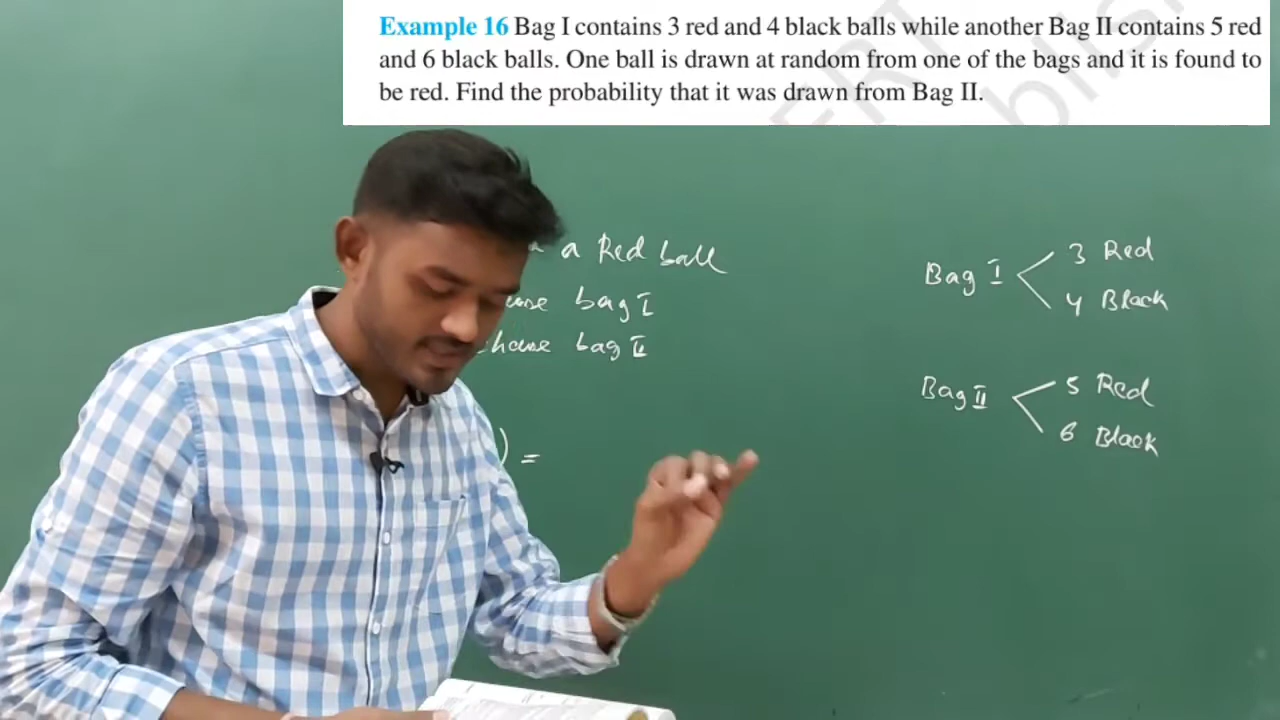 Example 16 Bag I contains 3 red and 4 black balls while another Bag II contains 5 red
and 6 black balls. One ball is drawn at random from one of the bags and it is found to
be red. Find the probability that it was drawn from Bag II.
a Red ball
bag I
bag II
) =
Bag I
3 Red
4 Black
Bag II
5 Red
6 Black